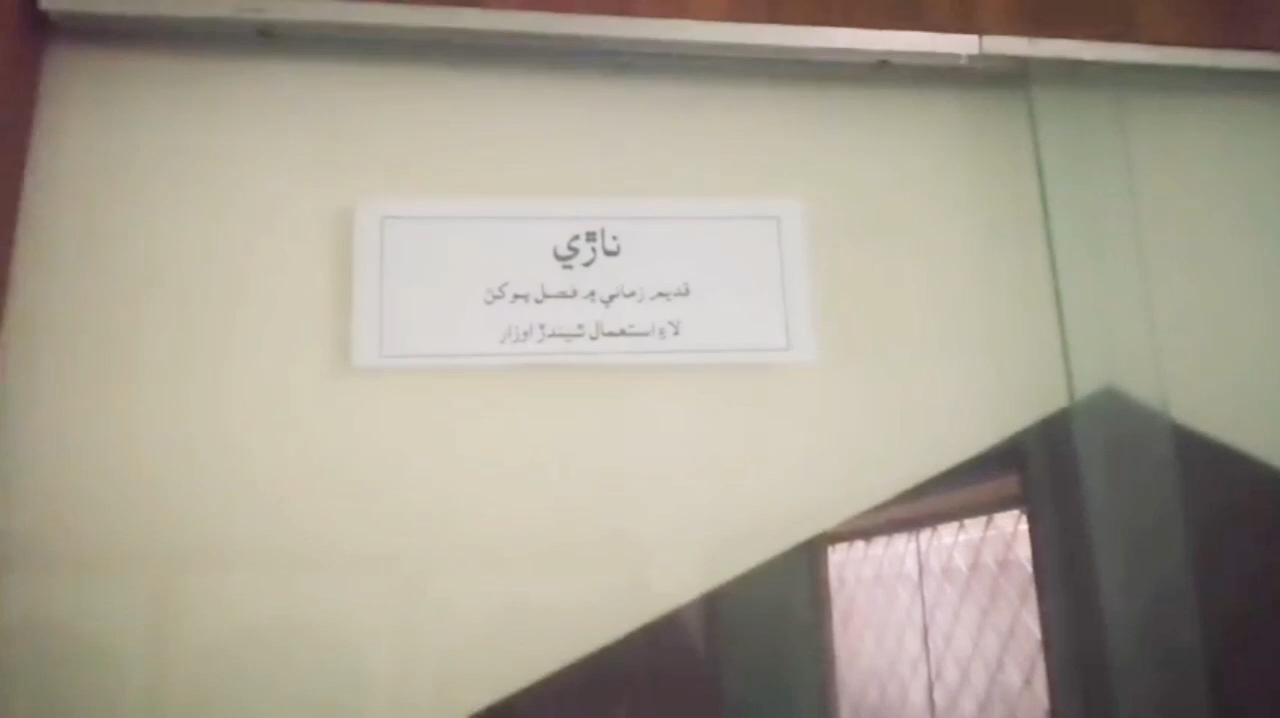 ناڙي
قديم زماني ۾ فصل پوکڻ
لاءِ استعمال ٿيندڙ اوزار